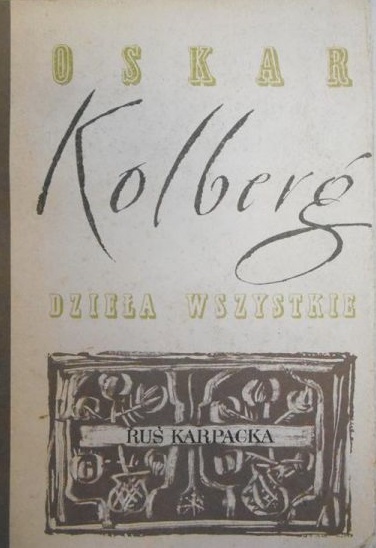 OSKAR
Kolberg
DZIEŁA WSZYSTKIE
RUŚ KARPACKA